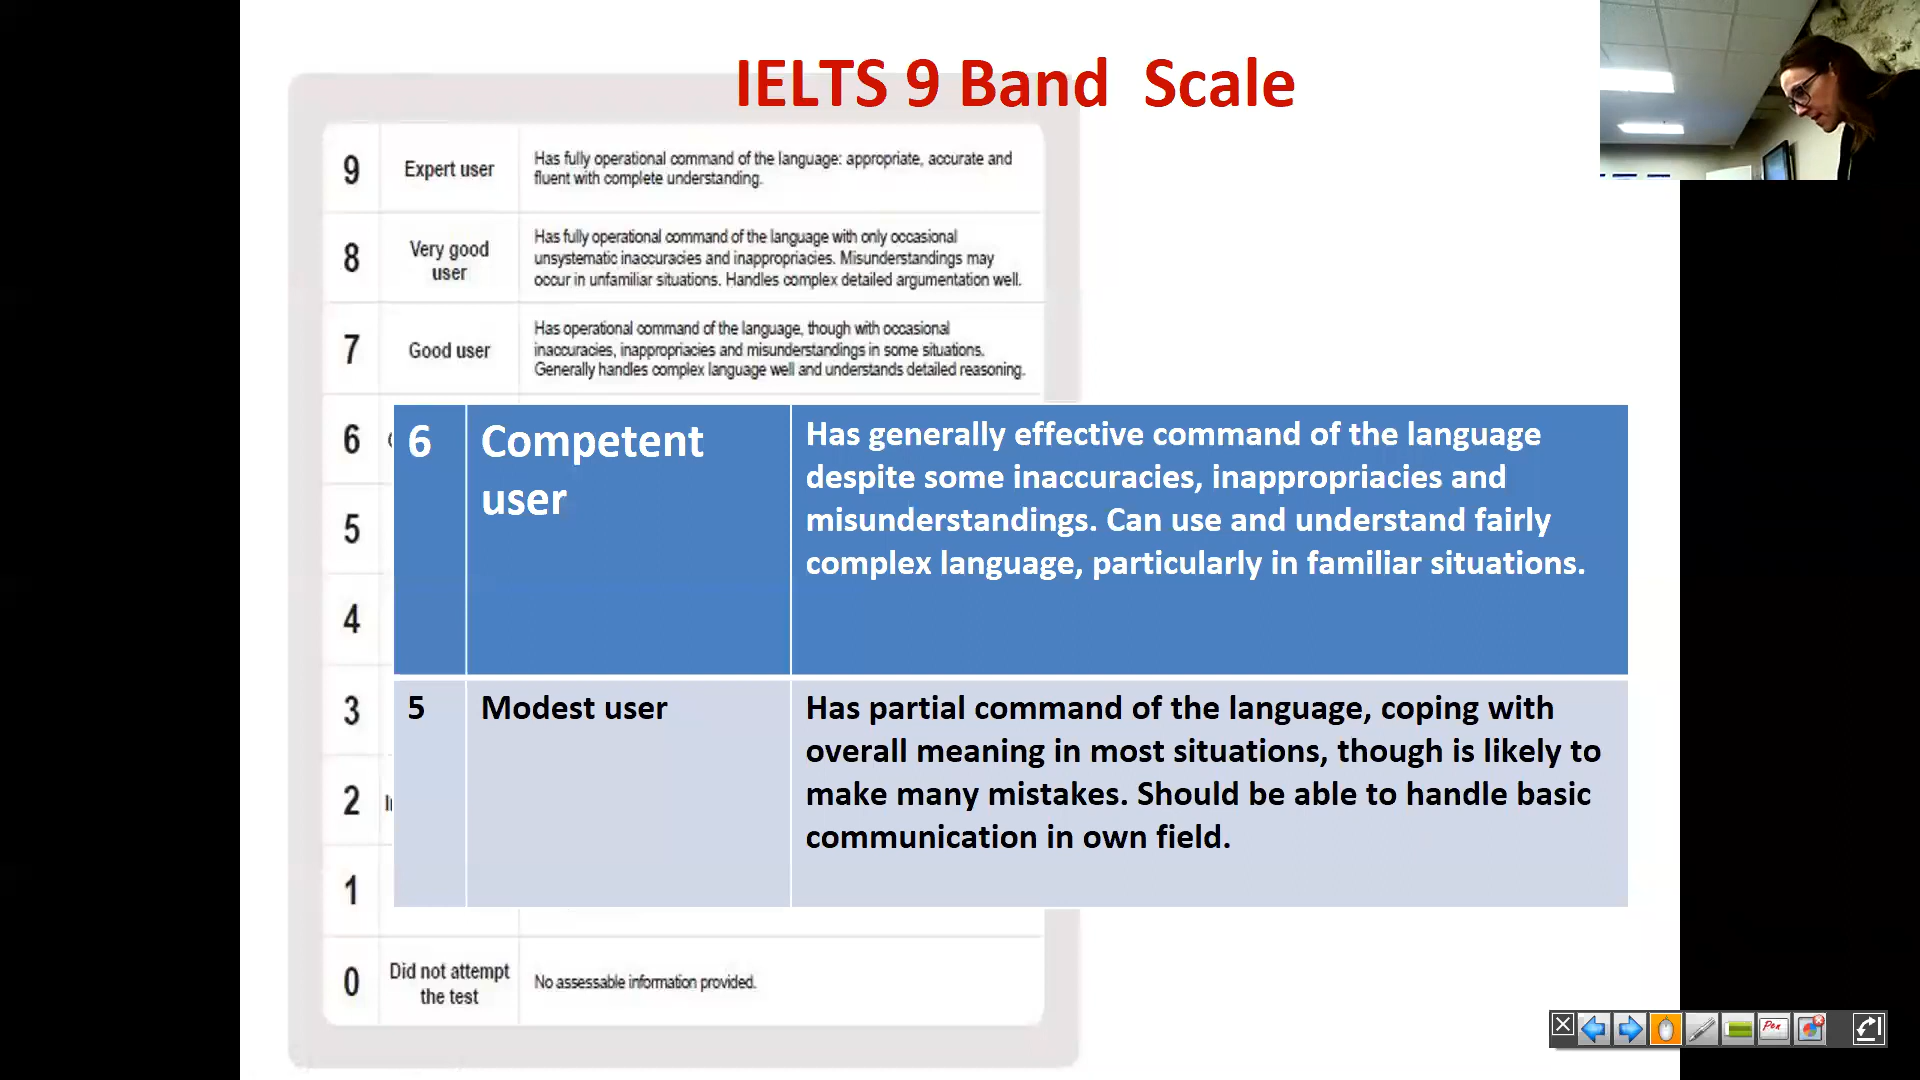 IELTS 9 Band Scale
9
Expert user
Has fully operational command of the language: appropriate, accurate and
fluent with complete understanding.
8
Very good
user
Has fully operational command of the language with only occasional
unsystematic inaccuracies and inappropriacies. Misunderstandings may
occur in unfamiliar situations. Handles complex detailed argumentation well.
7
Good user
Has operational command of the language, though with occasional
inaccuracies, inappropriacies and misunderstandings in some situations.
Generally handles complex language well and understands detailed reasoning.
6
6
Competent
user
Has generally effective command of the language
despite some inaccuracies, inappropriacies and
misunderstandings. Can use and understand fairly
complex language, particularly in familiar situations.
5
4
5
Modest user
Has partial command of the language, coping with
overall meaning in most situations, though is likely to
make many mistakes. Should be able to handle basic
communication in own field.
3
2
1
0
Did not attempt
the test
No assessable information provided.
Pen